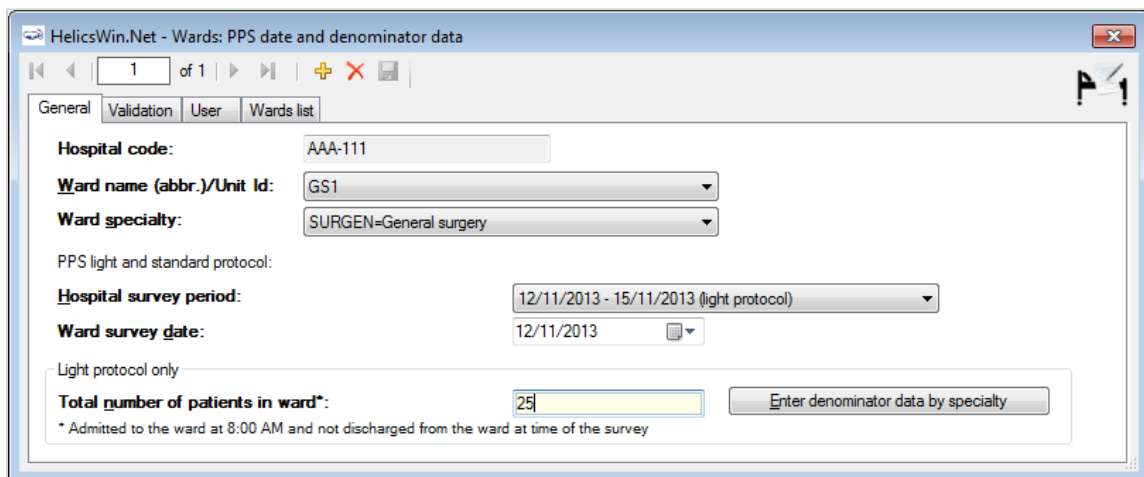 HelicsWin.Net - Wards: PPS date and denominator data
1 of 1
General Validation User Wards list
Hospital code: AAA-111
Ward name (abbr.)/Unit Id: GS1
Ward specialty: SURGEN=General surgery
PPS light and standard protocol:
Hospital survey period: 12/11/2013 - 15/11/2013 (light protocol)
Ward survey date: 12/11/2013
Light protocol only
Total number of patients in ward*: 25 Enter denominator data by specialty
* Admitted to the ward at 8:00 AM and not discharged from the ward at time of the survey